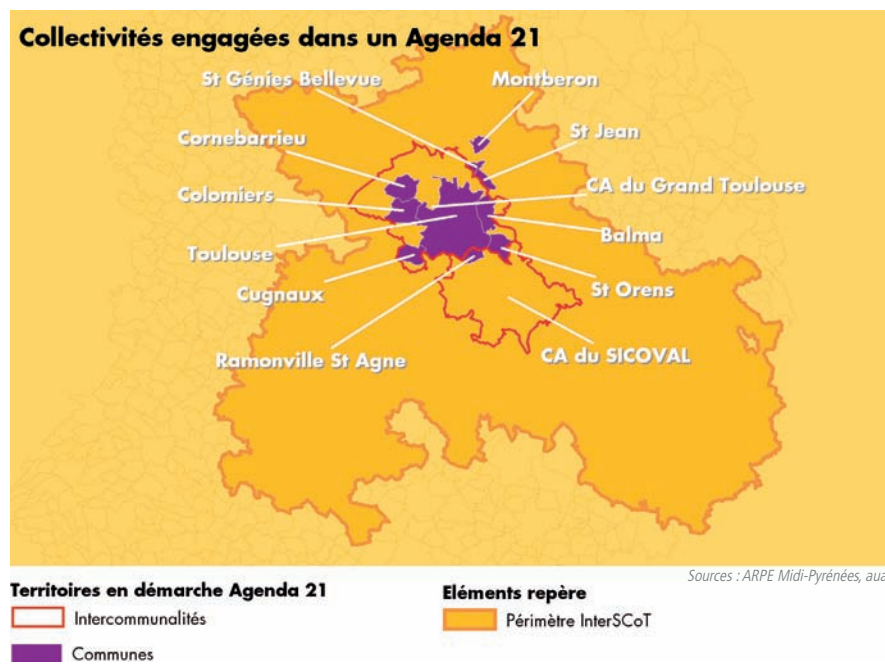 Collectivités engagées dans un Agenda 21
St Génies Bellevue
Montberon
Cornebarrieu
St Jean
Colomiers
CA du Grand Toulouse
Toulouse
Balma
Cugnaux
St Orens
Ramonville St Agne
CA du SICOVAL
Sources : ARPE Midi-Pyrénées, aua
Territoires en démarche Agenda 21
Intercommunalités
Communes
Eléments repère
Périmètre InterSCoT